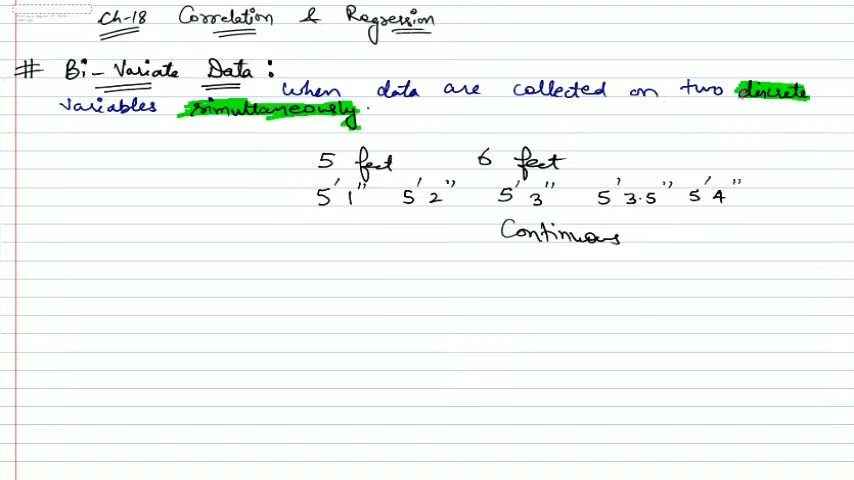 Ch-18 Correlation & Regression
# Bi-Variate Data:
When data are collected on two discrete
variables simultaneously.
5 feet 6 feet
5'1" 5'2" 5'3" 5'3.5" 5'4"
Continuous